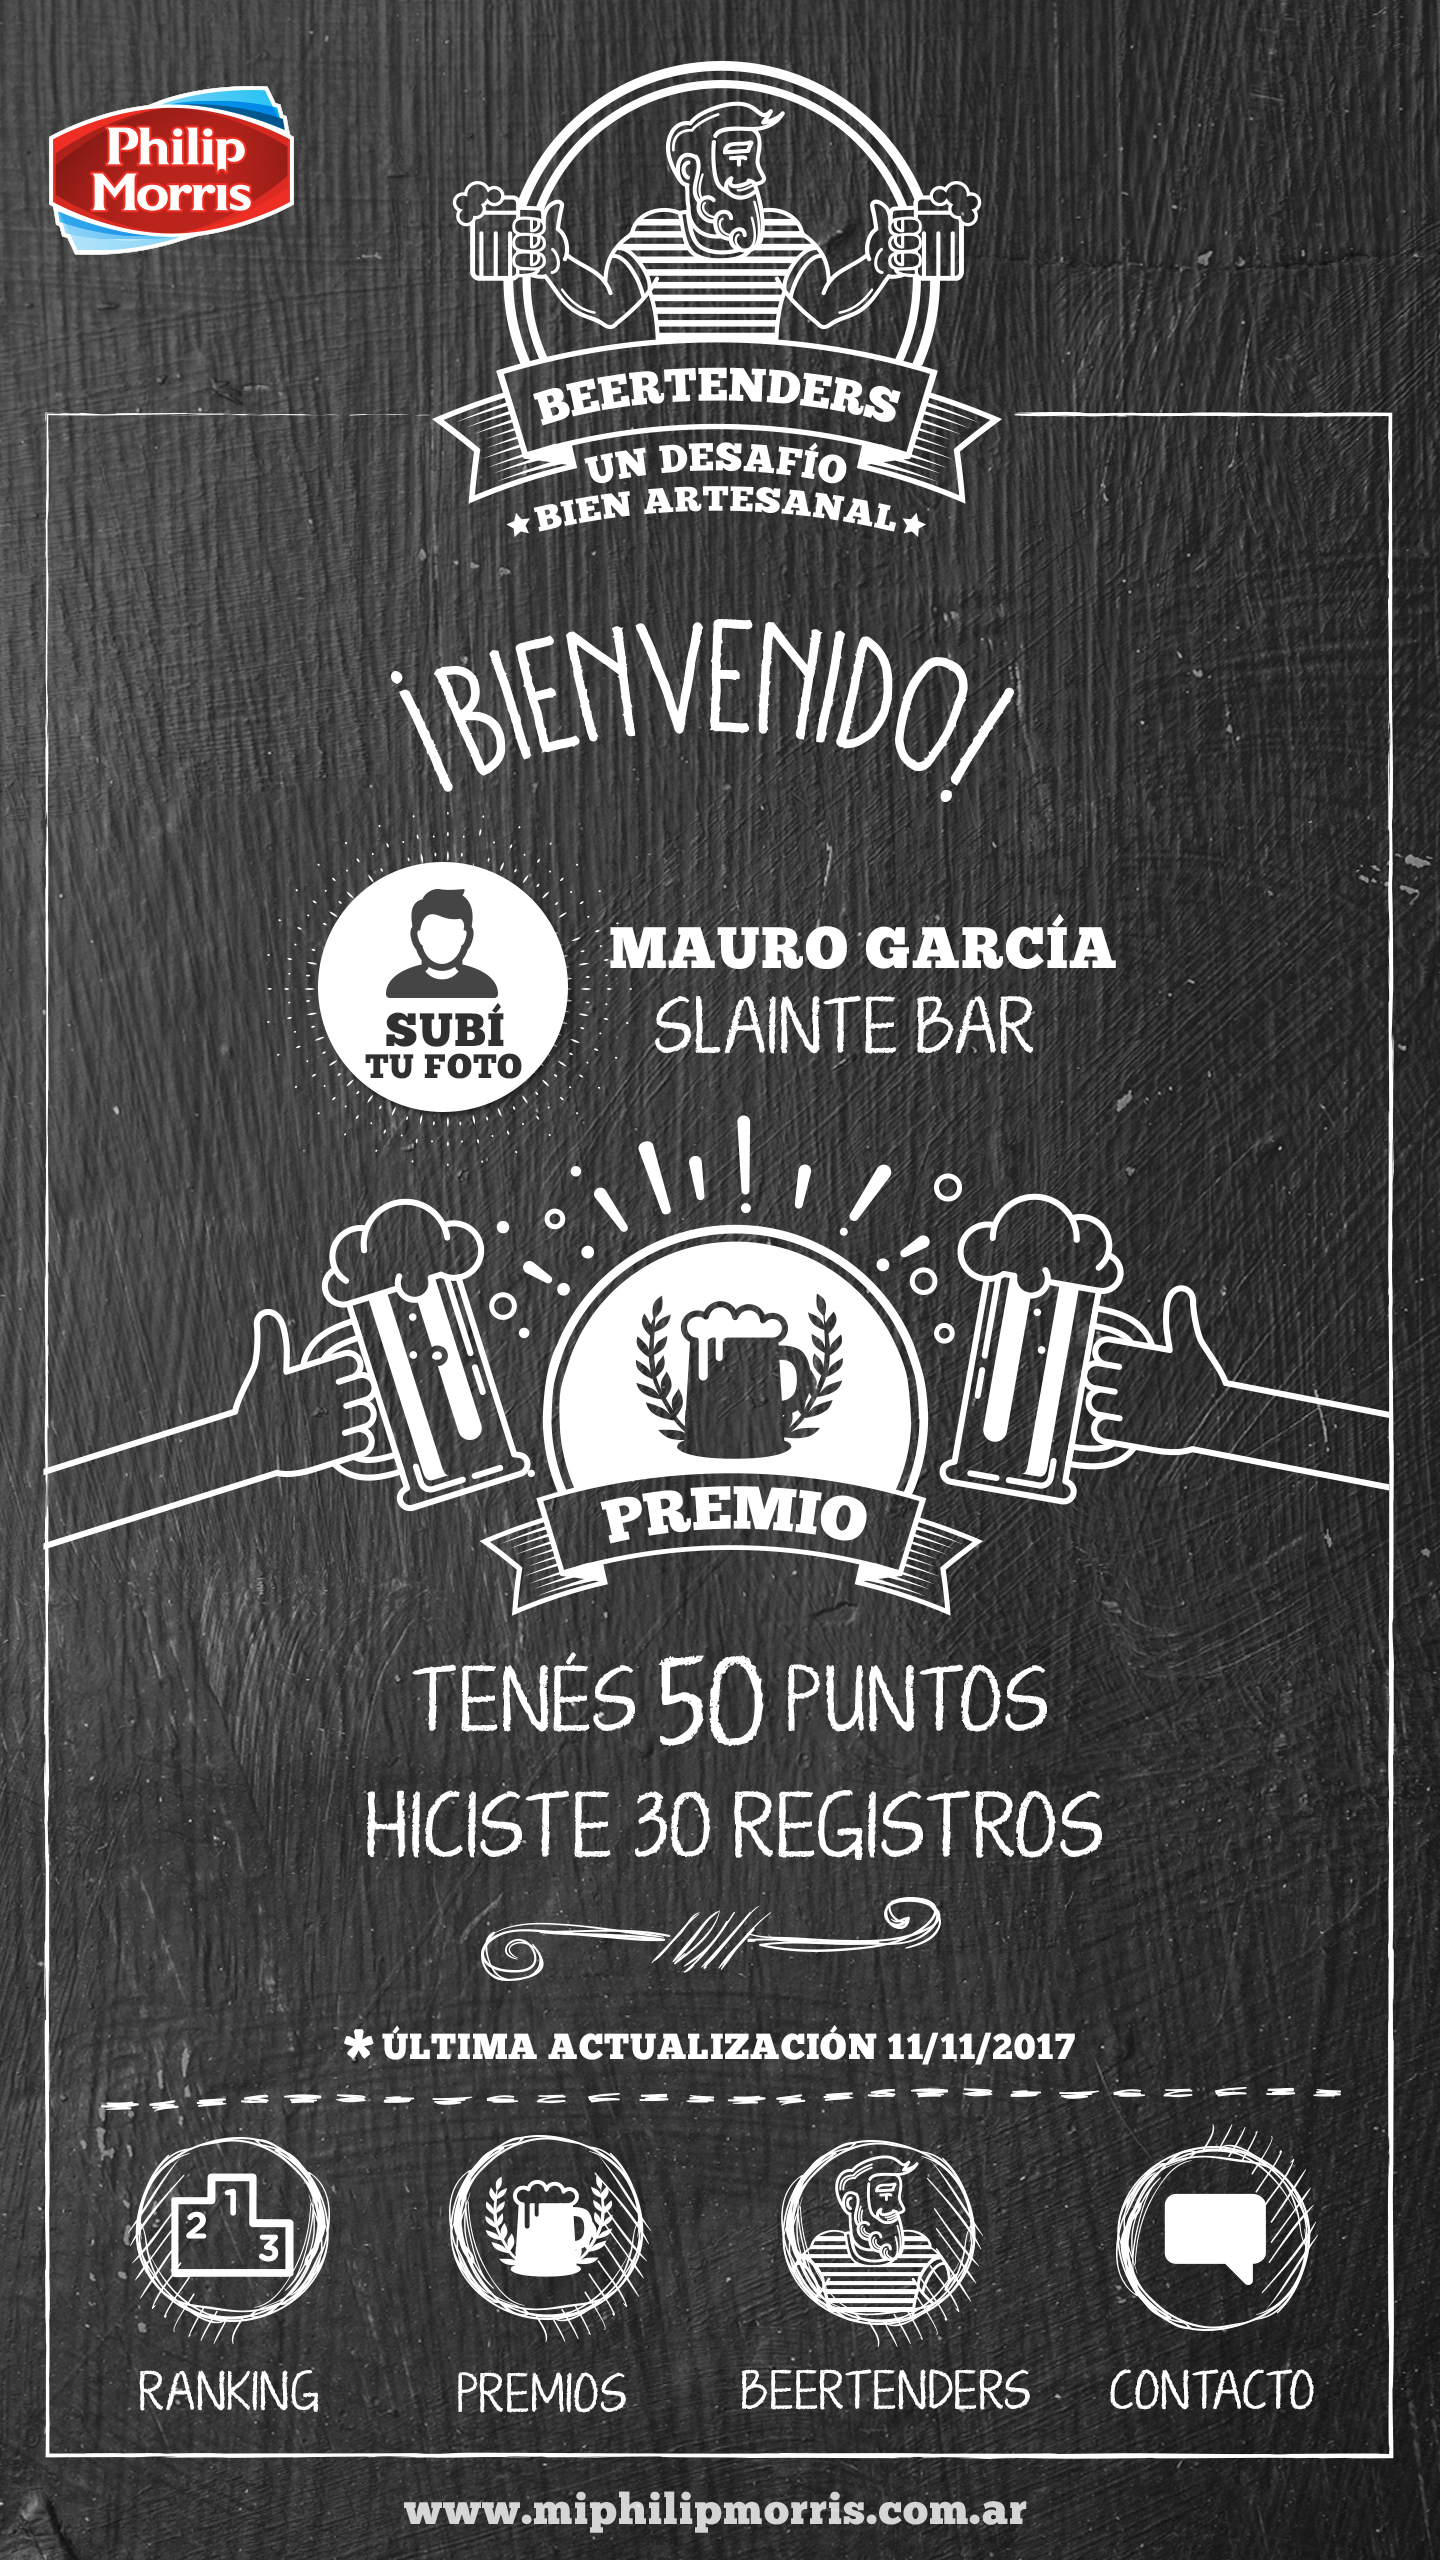 Philip
Morris
BEERTENDERS
UN DESAFÍO
BIEN ARTESANAL
¡BIENVENIDO!
SUBÍ
TU FOTO
MAURO GARCÍA
SLAINTE BAR
PREMIO
TENÉS 50 PUNTOS
HICISTE 30 REGISTROS
* ÚLTIMA ACTUALIZACIÓN 11/11/2017
1
2
3
RANKING
PREMIOS
BEERTENDERS
CONTACTO
www.miphilipmorris.com.ar